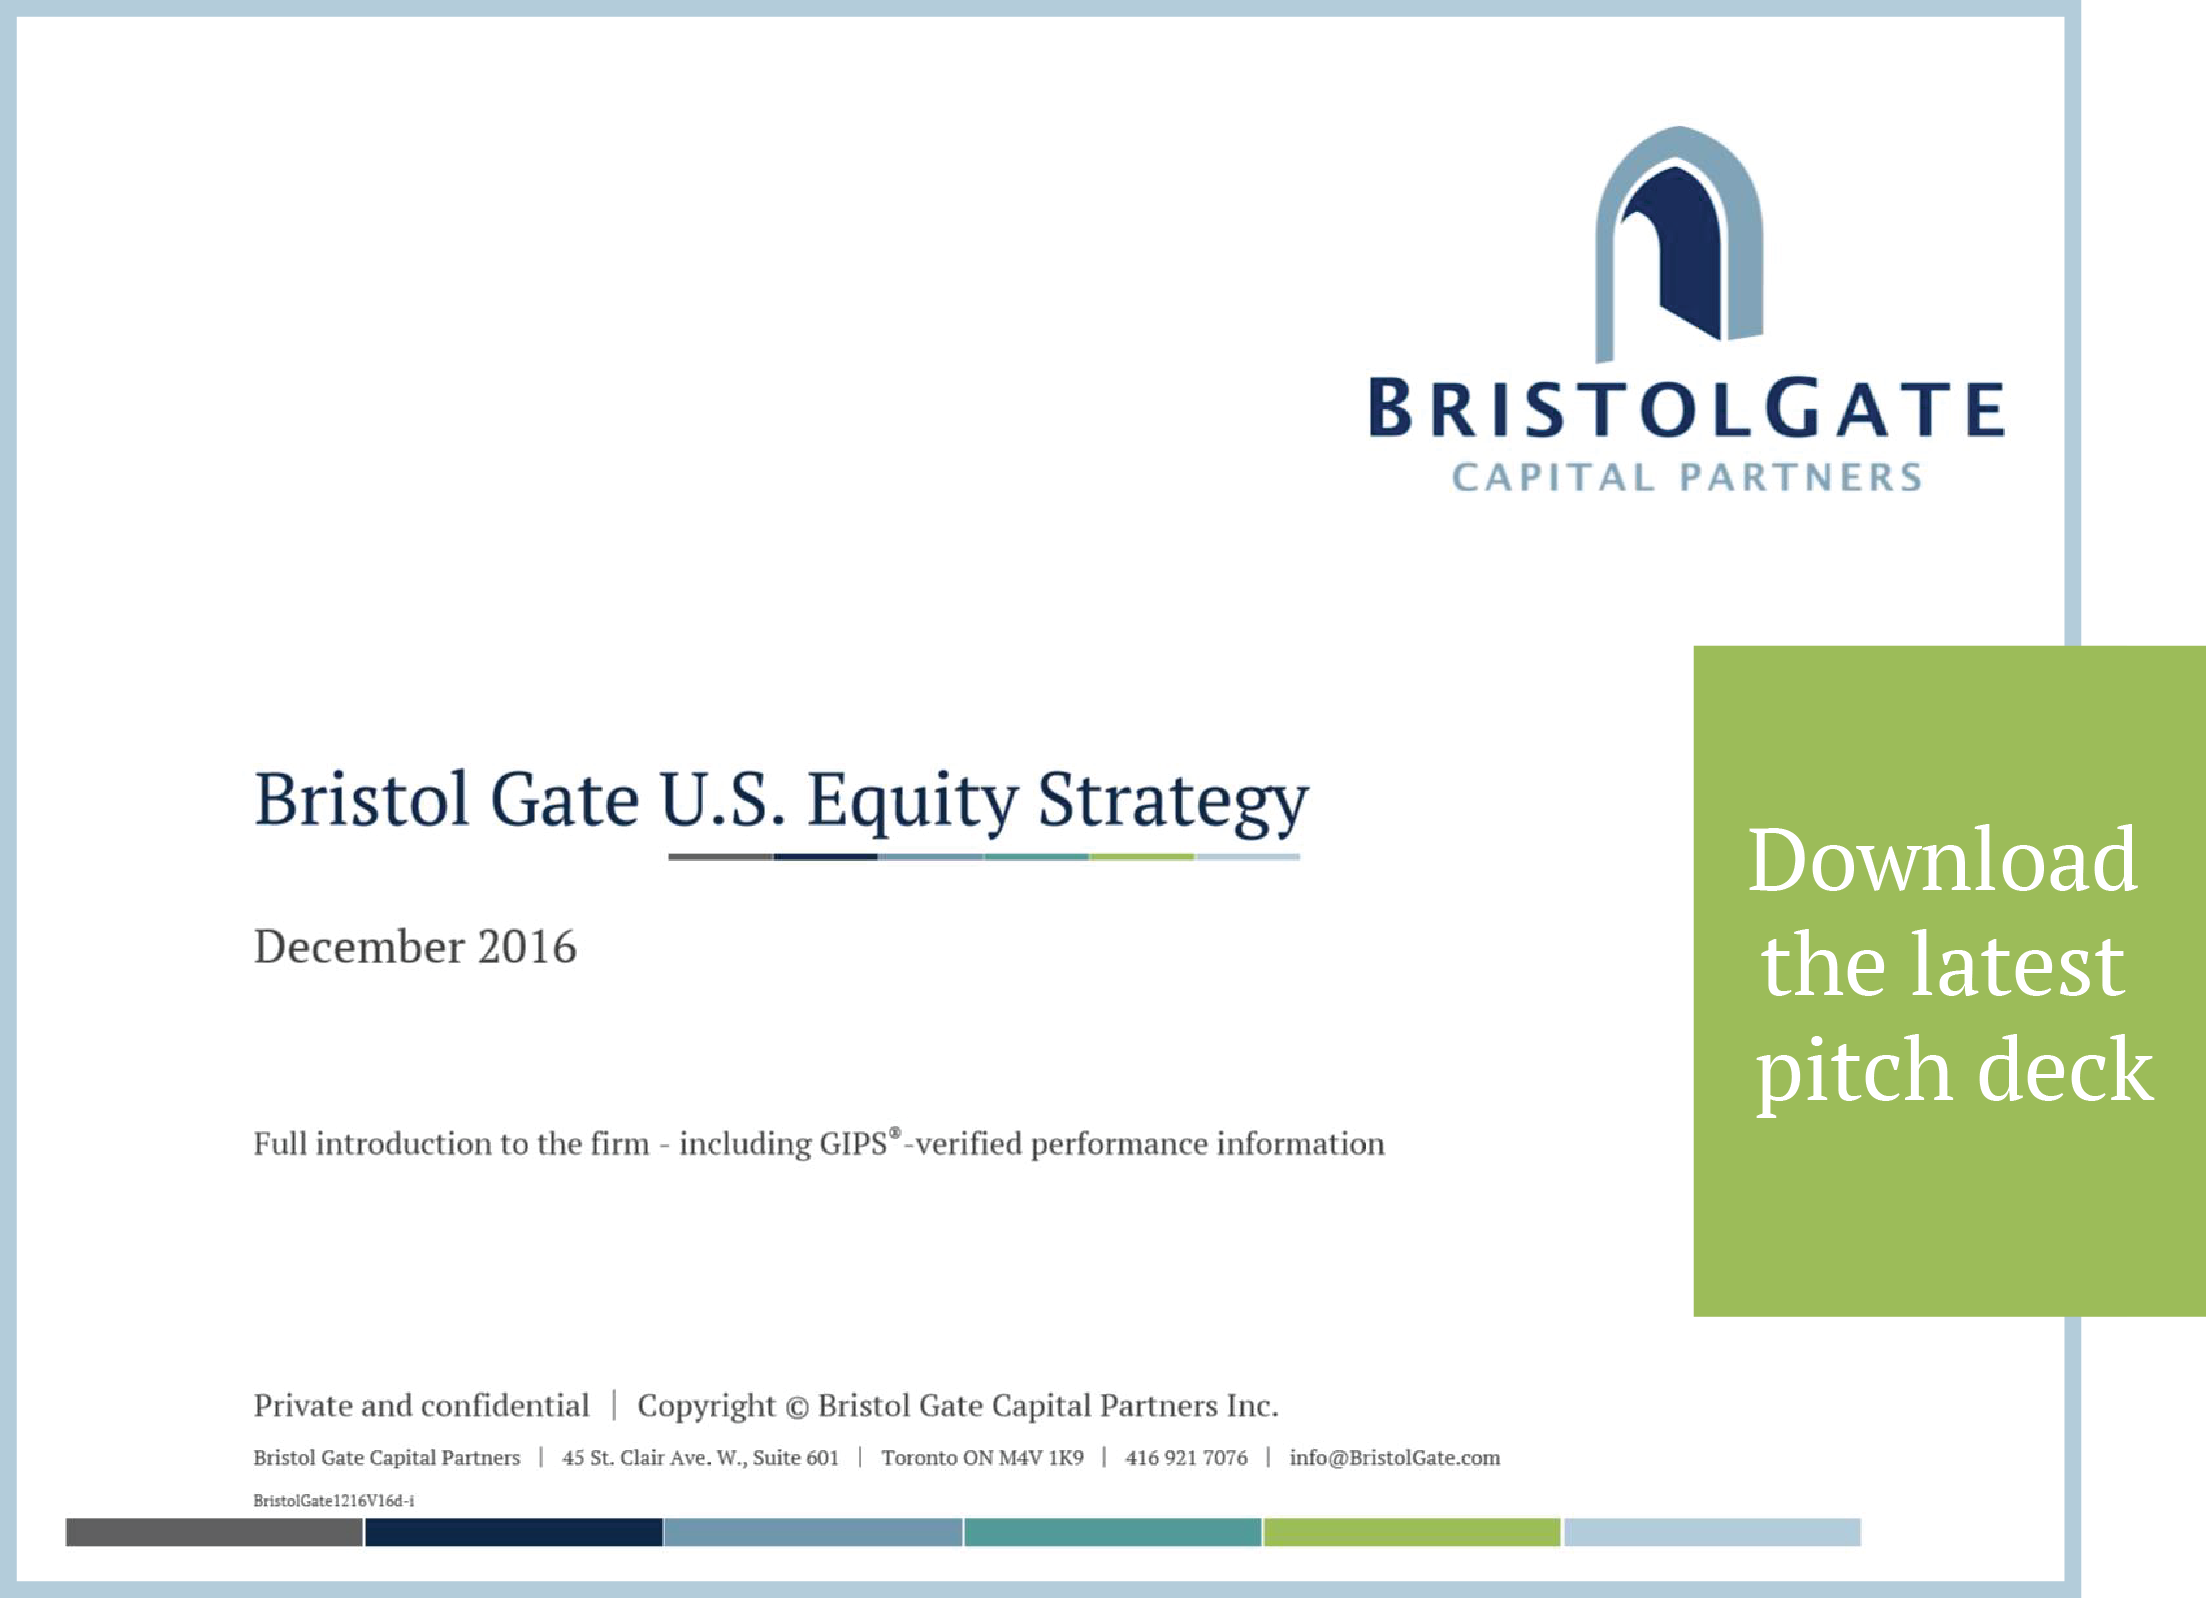 BRISTOLGATE
CAPITAL PARTNERS
Bristol Gate U.S. Equity Strategy
December 2016
Download
the latest
pitch deck
Full introduction to the firm - including GIPS®-verified performance information
Private and confidential | Copyright © Bristol Gate Capital Partners Inc.
Bristol Gate Capital Partners | 45 St. Clair Ave. W., Suite 601 | Toronto ON M4V 1K9 | 416 921 7076 | info@BristolGate.com
BristolGate1216V16d-i